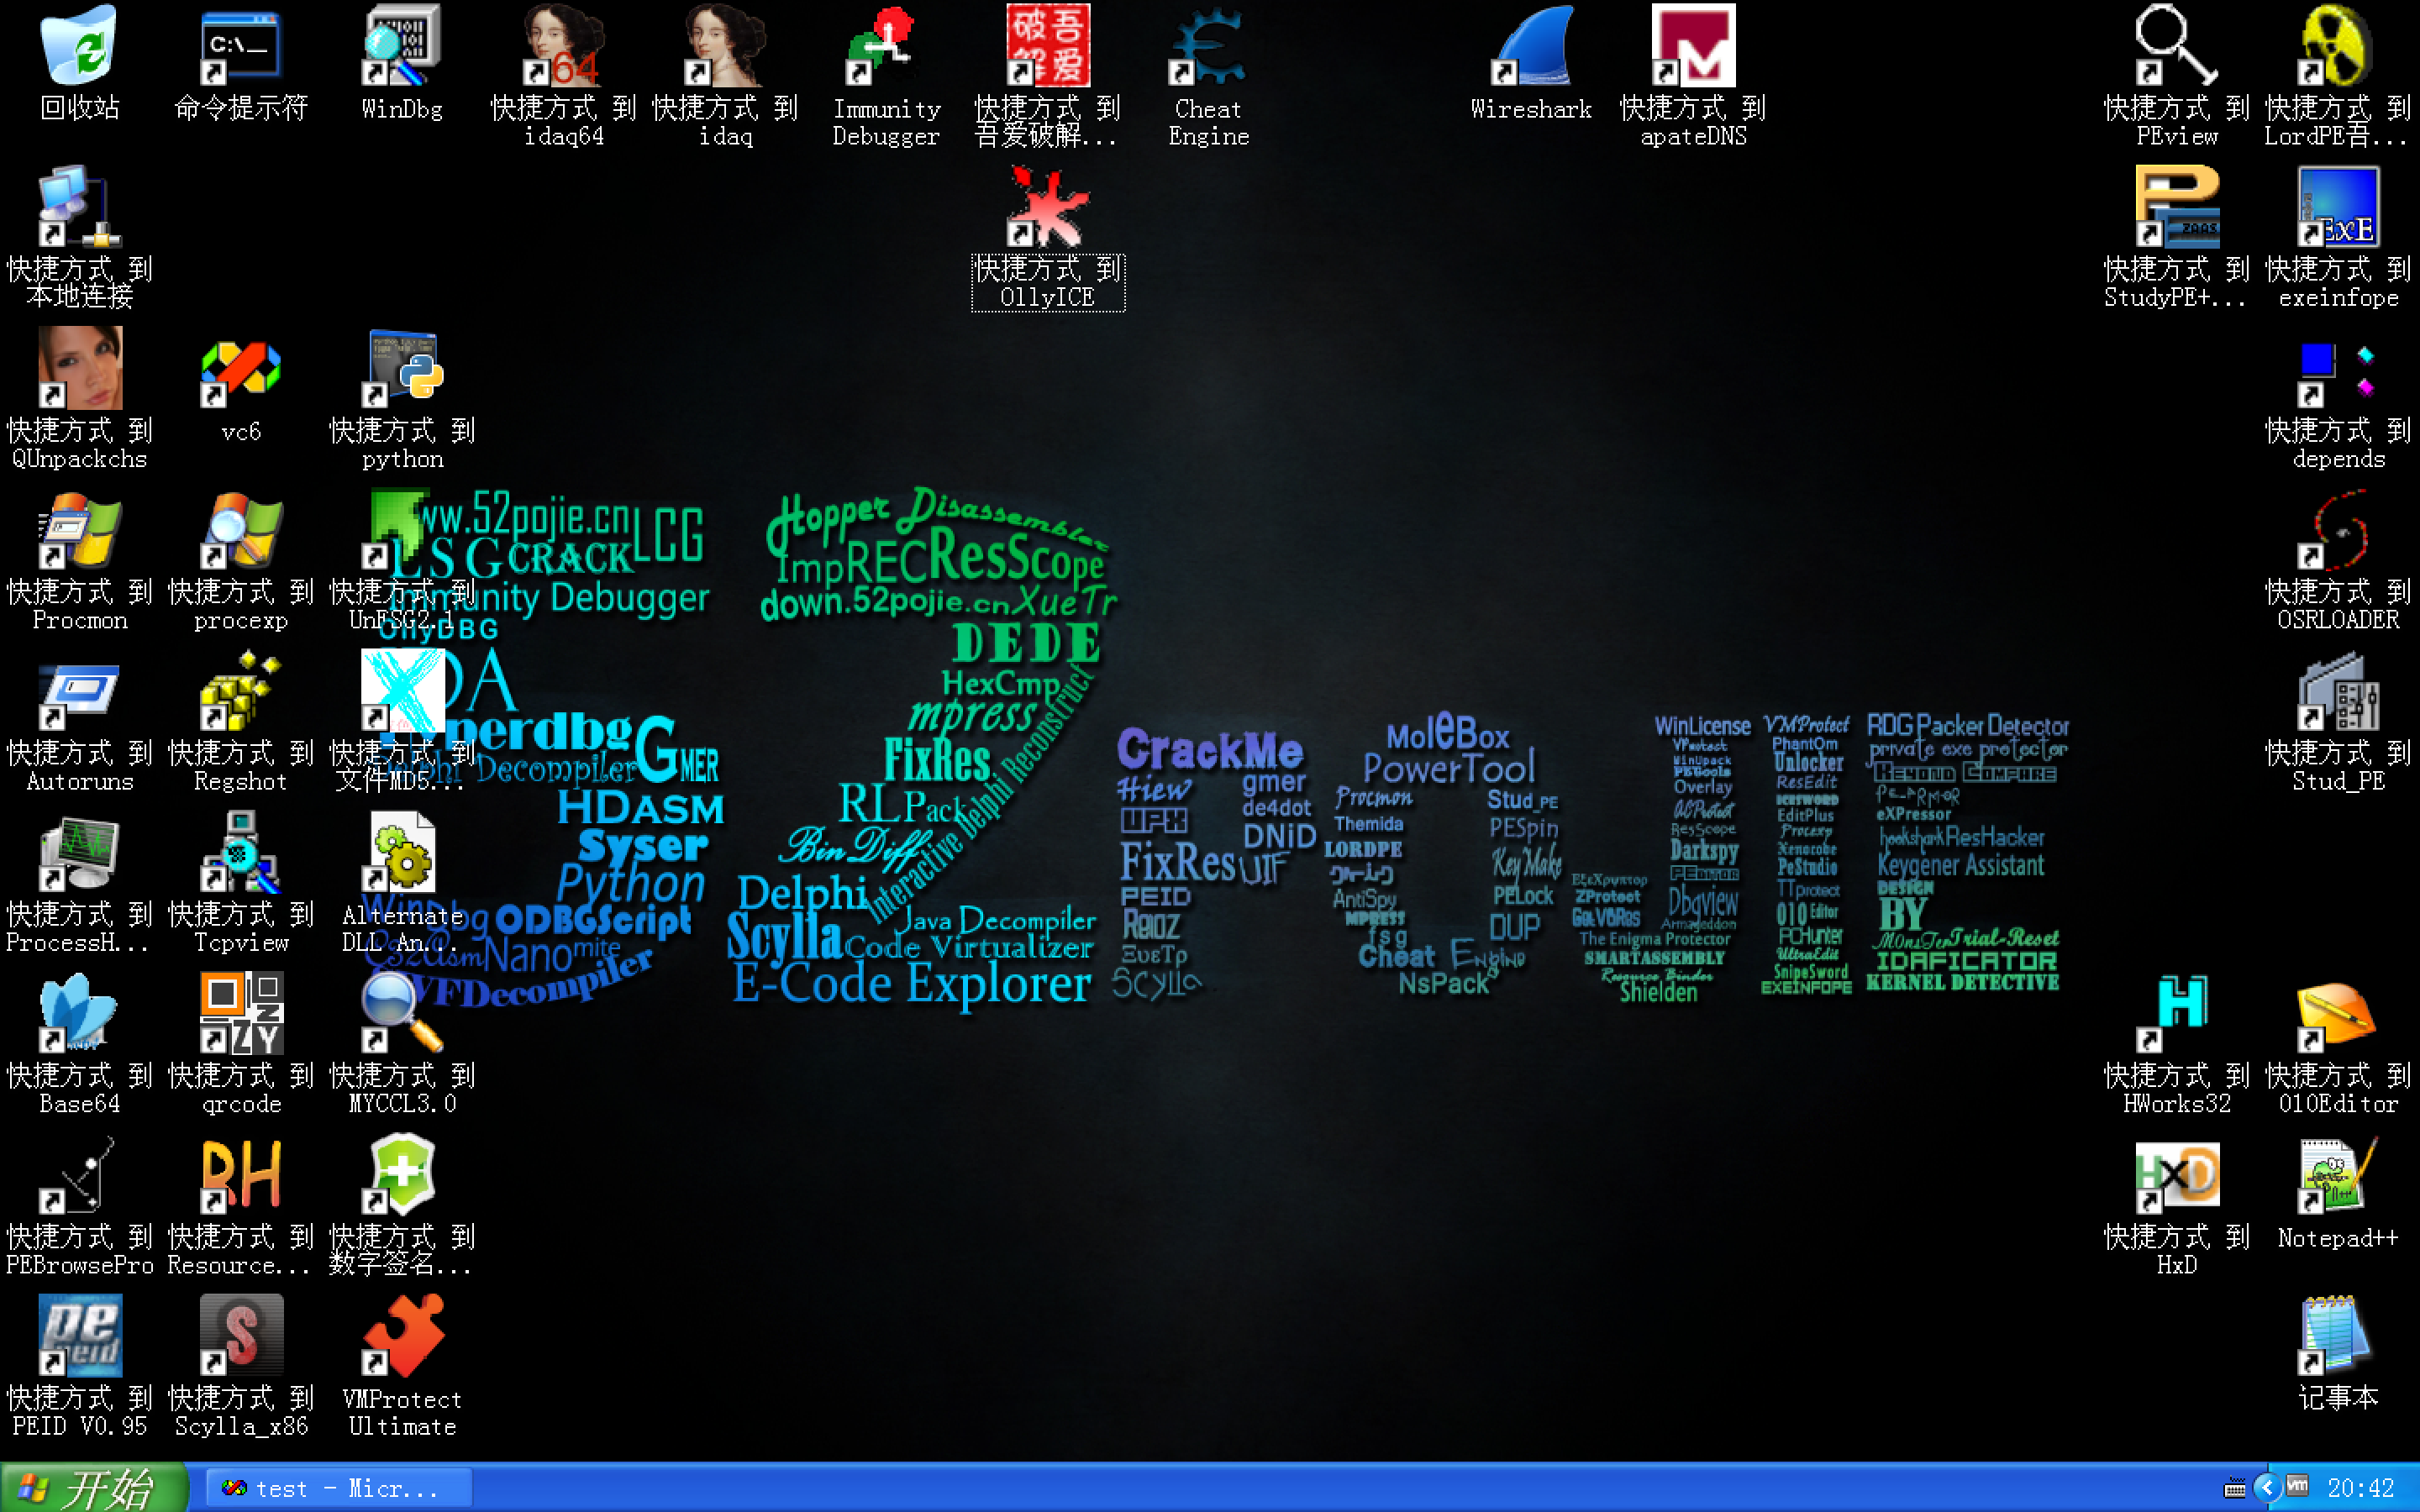 回收站
命令提示符
WinDbg
快捷方式 到
idaq64
快捷方式 到
idaq
Immunity
Debugger
快捷方式 到
吾爱破解...
Cheat
Engine
Wireshark
快捷方式 到
apateDNS
快捷方式 到
PEview
快捷方式 到
LordPE吾...
快捷方式 到
本地连接
快捷方式 到
OllyICE
快捷方式 到
StudyPE+...
快捷方式 到
exeinfope
快捷方式 到
QUnpackchs
vc6
快捷方式 到
python
快捷方式 到
depends
快捷方式 到
Procmon
快捷方式 到
procexp
快捷方式 到
UnFSG2.1
快捷方式 到
OSRLOADER
快捷方式 到
Autoruns
快捷方式 到
Regshot
快捷方式 到
文件MD5...
快捷方式 到
Stud_PE
快捷方式 到
ProcessH...
快捷方式 到
Tcpview
Alternate
DLL An...
快捷方式 到
Base64
快捷方式 到
qrcode
快捷方式 到
MYCCL3.0
快捷方式 到
HWorks32
快捷方式 到
010Editor
快捷方式 到
PEBrowsePro
快捷方式 到
Resource...
快捷方式 到
数字签名...
快捷方式 到
HxD
Notepad++
快捷方式 到
PEID V0.95
快捷方式 到
Scylla_x86
VMProtect
Ultimate
记事本
ww.52pojie.cn
LCG
CRACK
Immunity Debugger
OllyDBG
GMER
Delphi Decompiler
HDASM
Syser
Python
WinDbg
ODBGScript
C32asm
Nanomite
VFDecompiler
Hopper Disassembler
ImpREC
ResScope
down.52pojie.cn
XueTr
DEDE
HexCmp
mpress
FixRes
Interactive Delphi Reconstruct
RLPack
Bin Diff
Delphi
Java Decompiler
Scylla
Code Virtualizer
E-Code Explorer
CrackMe
Hiew
gmer
de4dot
UPX
DNiD
FixRes
UIF
PEID
Scylla
MoleBox
PowerTool
Procmon
Stud_PE
Themida
PESpin
LORDPE
KeyMake
AntiSpy
PELock
MPRESS
fsg
DUP
Cheat Engine
NsPack
ZProtect
The Enigma Protector
SMARTASSEMBLY
Resource Binder
Shielden
WinLicense
VProtect
WinUpack
PETools
Overlay
ACProtect
ResScope
Darkspy
PEditor
Dbgview
Armageddon
VMProtect
PhantOm
Unlocker
ResEdit
ICESWORD
EditPlus
Procexp
Xenocode
PeStudio
TTprotect
010 Editor
PCHunter
UltraEdit
SnipeSword
EXEINFOPE
RDG Packer Detector
private exe protector
BEYOND COMPARE
eXPressor
hookshark
ResHacker
Keygener Assistant
DESIGN
BY
M0nsTer
Trial-Reset
IDAFICATOR
KERNEL DETECTIVE
开始
test - Micr...
20:42